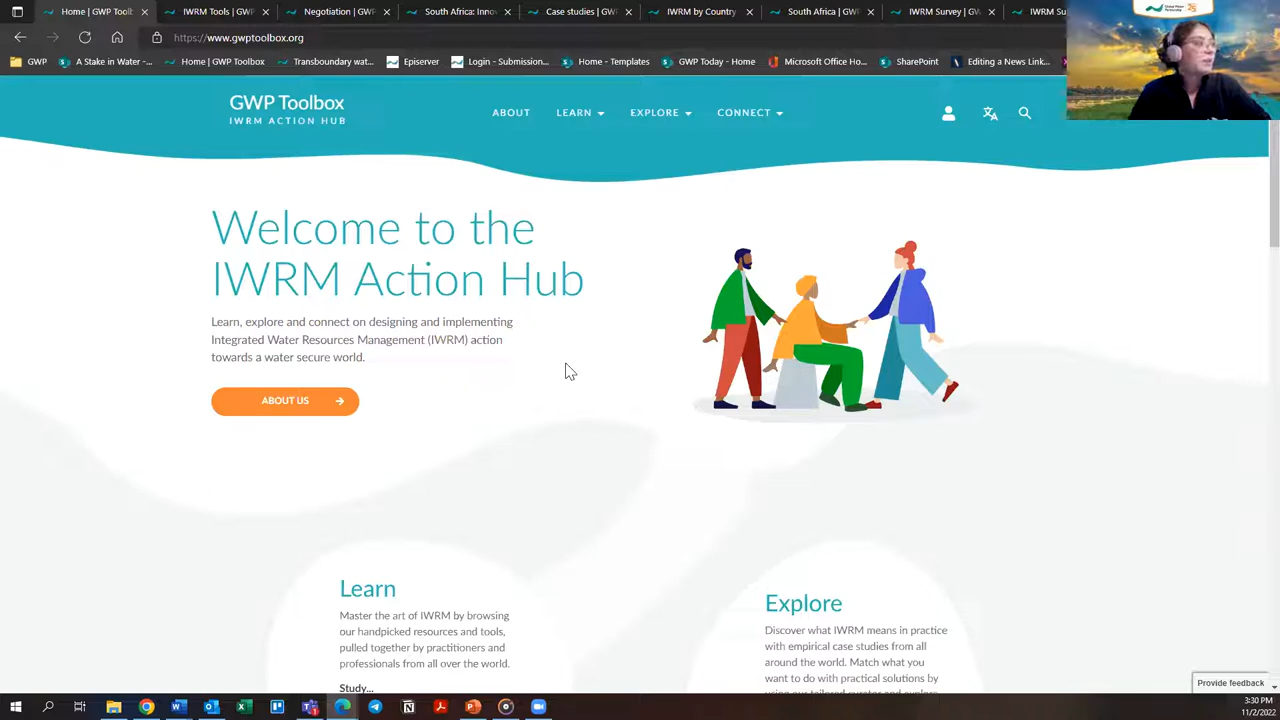 Home | GWP Tool:
IWRM Tools | GWP
Negotiation | GWP
South Africa: Inno
Case studies | GW
IWRM by Country
South Africa | GW
IWRM Survey | GW
IWRM Su
https://www.gwptoolbox.org
GWP
A Stake in Water -...
Home | GWP Toolbox
Transboundary wat...
Episerver
Login - Submission...
Home - Templates
GWP Today - Home
Microsoft Office Ho...
SharePoint
Editing a News Link...
GWP Toolbox
IWRM ACTION HUB
ABOUT
LEARN
EXPLORE
CONNECT
Welcome to the
IWRM Action Hub
Learn, explore and connect on designing and implementing
Integrated Water Resources Management (IWRM) action
towards a water secure world.
ABOUT US
Learn
Master the art of IWRM by browsing
our handpicked resources and tools,
pulled together by practitioners and
professionals from all over the world.
Study...
Explore
Discover what IWRM means in practice
with empirical case studies from all
around the world. Match what you
want to do with practical solutions by
Provide feedback
3:30 PM
11/2/2022